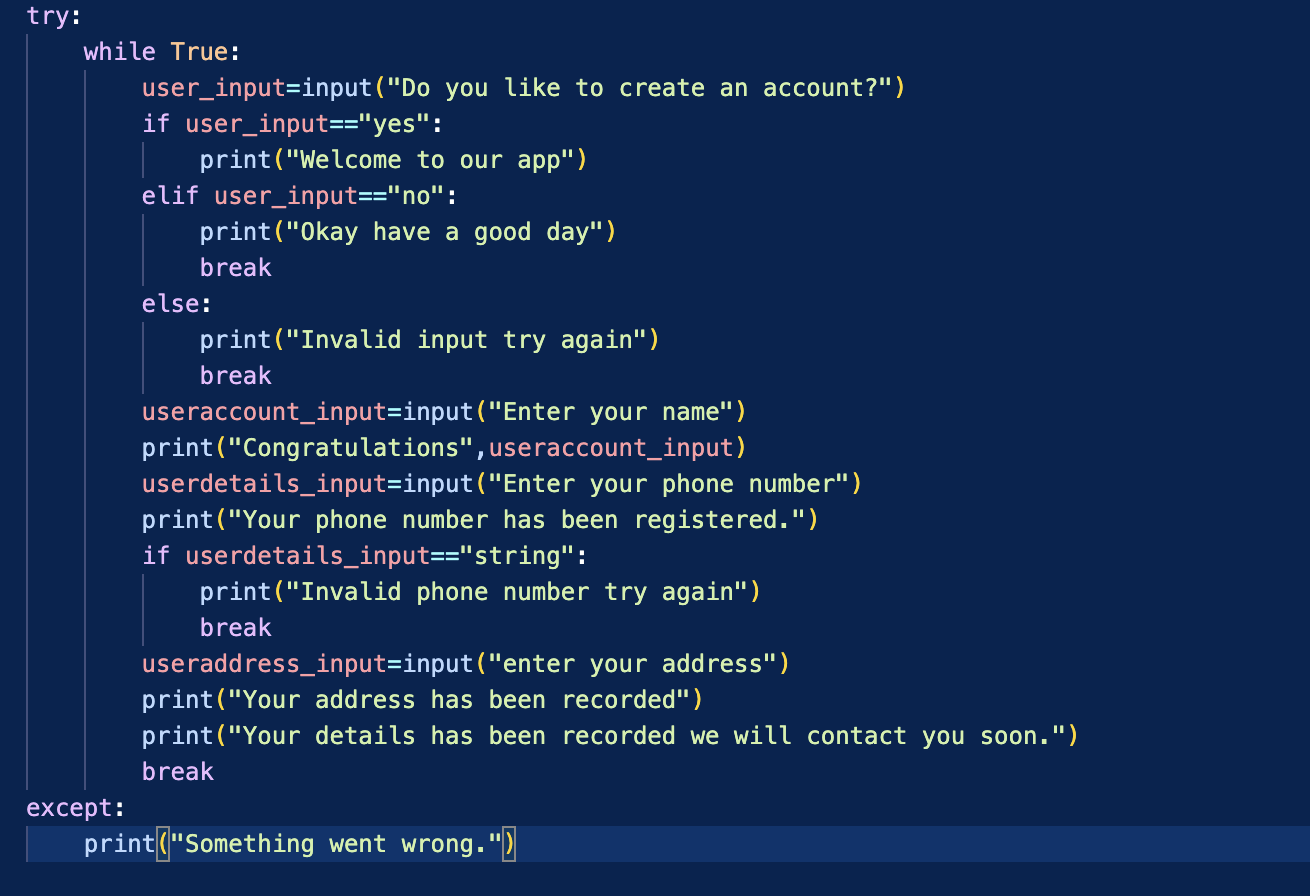 try:
    while True:
        user_input=input("Do you like to create an account?")
        if user_input=="yes":
            print("Welcome to our app")
        elif user_input=="no":
            print("Okay have a good day")
            break
        else:
            print("Invalid input try again")
            break
        useraccount_input=input("Enter your name")
        print("Congratulations",useraccount_input)
        userdetails_input=input("Enter your phone number")
        print("Your phone number has been registered.")
        if userdetails_input=="string":
            print("Invalid phone number try again")
            break
        useraddress_input=input("enter your address")
        print("Your address has been recorded")
        print("Your details has been recorded we will contact you soon.")
        break
except:
    print("Something went wrong.")